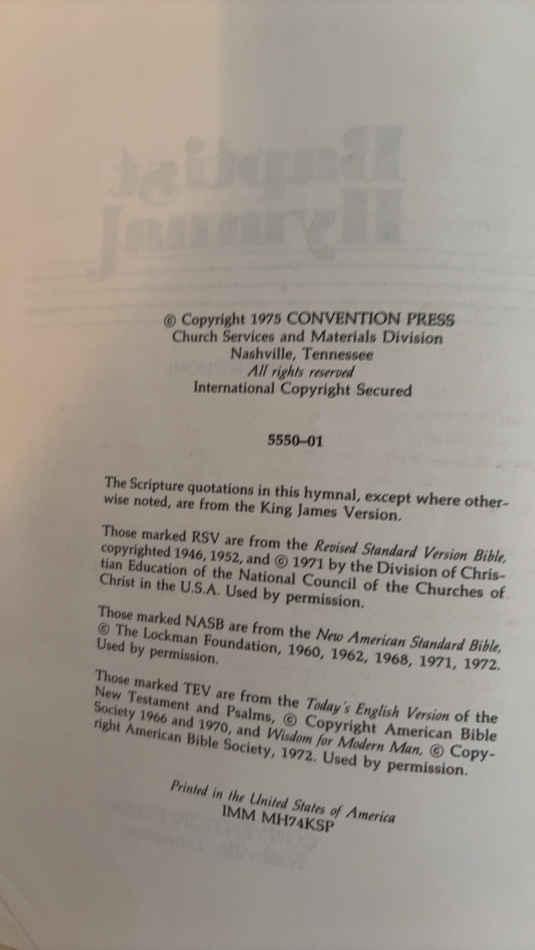 Baptist
Hymnal
© Copyright 1975 CONVENTION PRESS
Church Services and Materials Division
Nashville, Tennessee
All rights reserved
International Copyright Secured
5550–01
The Scripture quotations in this hymnal, except where other-
wise noted, are from the King James Version.
Those marked RSV are from the Revised Standard Version Bible,
copyrighted 1946, 1952, and © 1971 by the Division of Chris-
tian Education of the National Council of the Churches of
Christ in the U.S.A. Used by permission.
Those marked NASB are from the New American Standard Bible,
© The Lockman Foundation, 1960, 1962, 1968, 1971, 1972.
Used by permission.
Those marked TEV are from the Today's English Version of the
New Testament and Psalms, © Copyright American Bible
Society 1966 and 1970, and Wisdom for Modern Man, © Copy-
right American Bible Society, 1972. Used by permission.
Printed in the United States of America
IMM MH74KSP